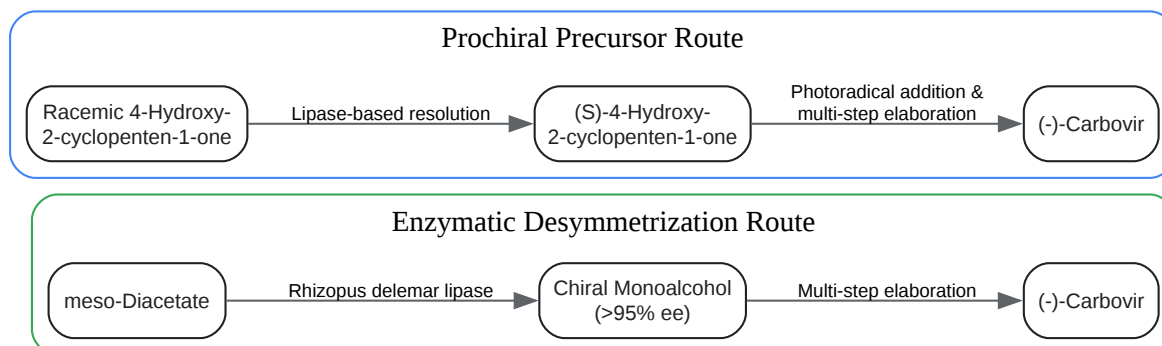 Prochiral Precursor Route
Racemic 4-Hydroxy-
2-cyclopenten-1-one
Lipase-based resolution
(S)-4-Hydroxy-
2-cyclopenten-1-one
Photoradical addition &
multi-step elaboration
(-)-Carbovir
Enzymatic Desymmetrization Route
meso-Diacetate
Rhizopus delemar lipase
Chiral Monoalcohol
(>95% ee)
Multi-step elaboration
(-)-Carbovir